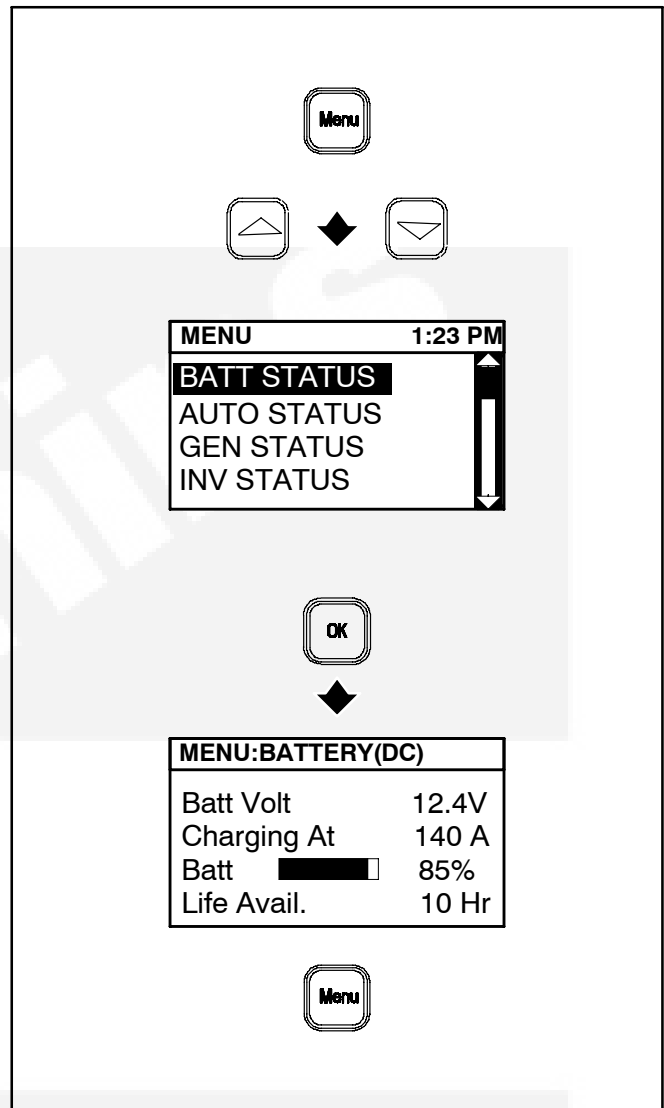 Menu
MENU 1:23 PM
BATT STATUS
AUTO STATUS
GEN STATUS
INV STATUS
OK
MENU:BATTERY(DC)
Batt Volt 12.4V
Charging At 140 A
Batt 85%
Life Avail. 10 Hr
Menu